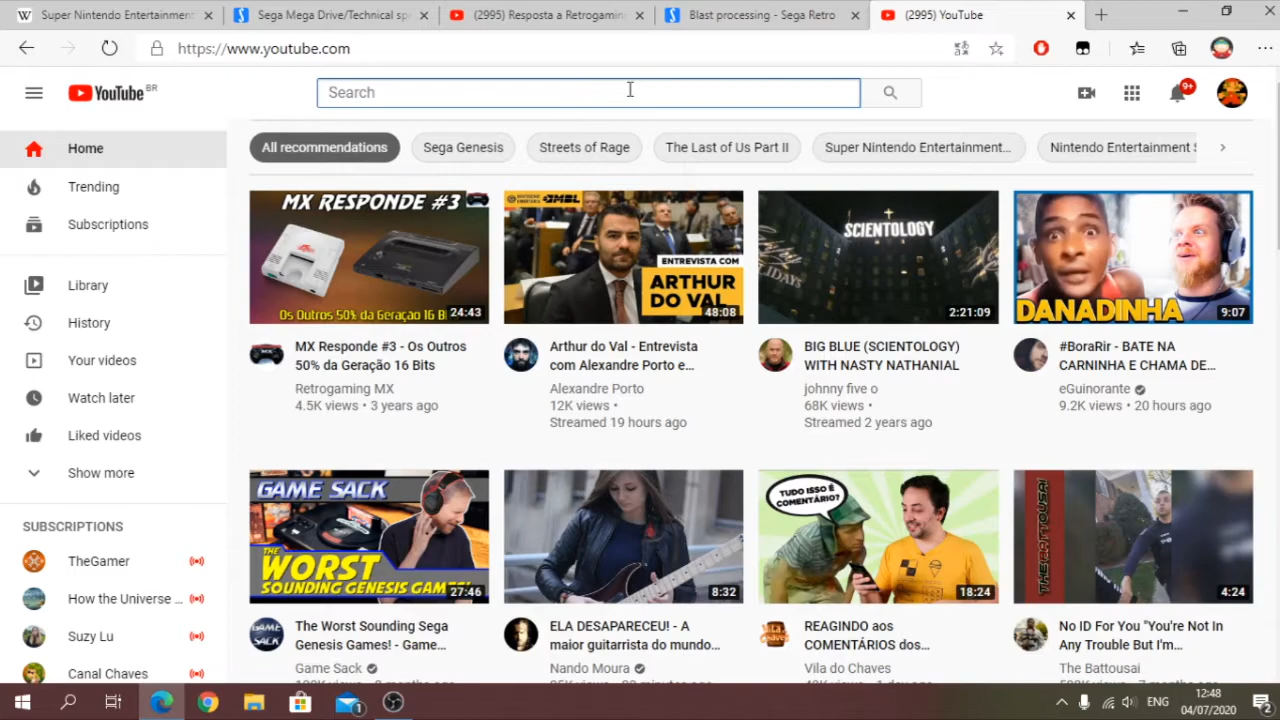 Super Nintendo Entertainment
Sega Mega Drive/Technical sp
(2995) Resposta a Retrogamin
Blast processing - Sega Retro
(2995) YouTube
https://www.youtube.com
YouTube BR
Search
9+
Home
Trending
Subscriptions
Library
History
Your videos
Watch later
Liked videos
Show more
SUBSCRIPTIONS
TheGamer
How the Universe ...
Suzy Lu
Canal Chaves
All recommendations
Sega Genesis
Streets of Rage
The Last of Us Part II
Super Nintendo Entertainment...
Nintendo Entertainment S
MX RESPONDE #3
Os Outros 50% da Geração 16 B
24:43
MX Responde #3 - Os Outros
50% da Geração 16 Bits
Retrogaming MX
4.5K views • 3 years ago
MBL
ENTREVISTA COM
ARTHUR
DO VAL
48:08
Arthur do Val - Entrevista
com Alexandre Porto e...
Alexandre Porto
12K views •
Streamed 19 hours ago
SCIENTOLOGY
2:21:09
BIG BLUE (SCIENTOLOGY)
WITH NASTY NATHANIAL
johnny five o
68K views •
Streamed 2 years ago
DANADINHA
9:07
#BoraRir - BATE NA
CARNINHA E CHAMA DE...
eGuinorante
9.2K views • 20 hours ago
GAME SACK
THE WORST
SOUNDING GENESIS GAMES!
27:46
The Worst Sounding Sega
Genesis Games! - Game...
Game Sack
8:32
ELA DESAPARECEU! - A
maior guitarrista do mundo...
Nando Moura
TUDO ISSO É
COMENTÁRIO?
18:24
REAGINDO aos
COMENTÁRIOS dos...
Vila do Chaves
THE BATTOUSAI
4:24
No ID For You "You're Not In
Any Trouble But I'm...
The Battousai
1
ENG
12:48
04/07/2020
2